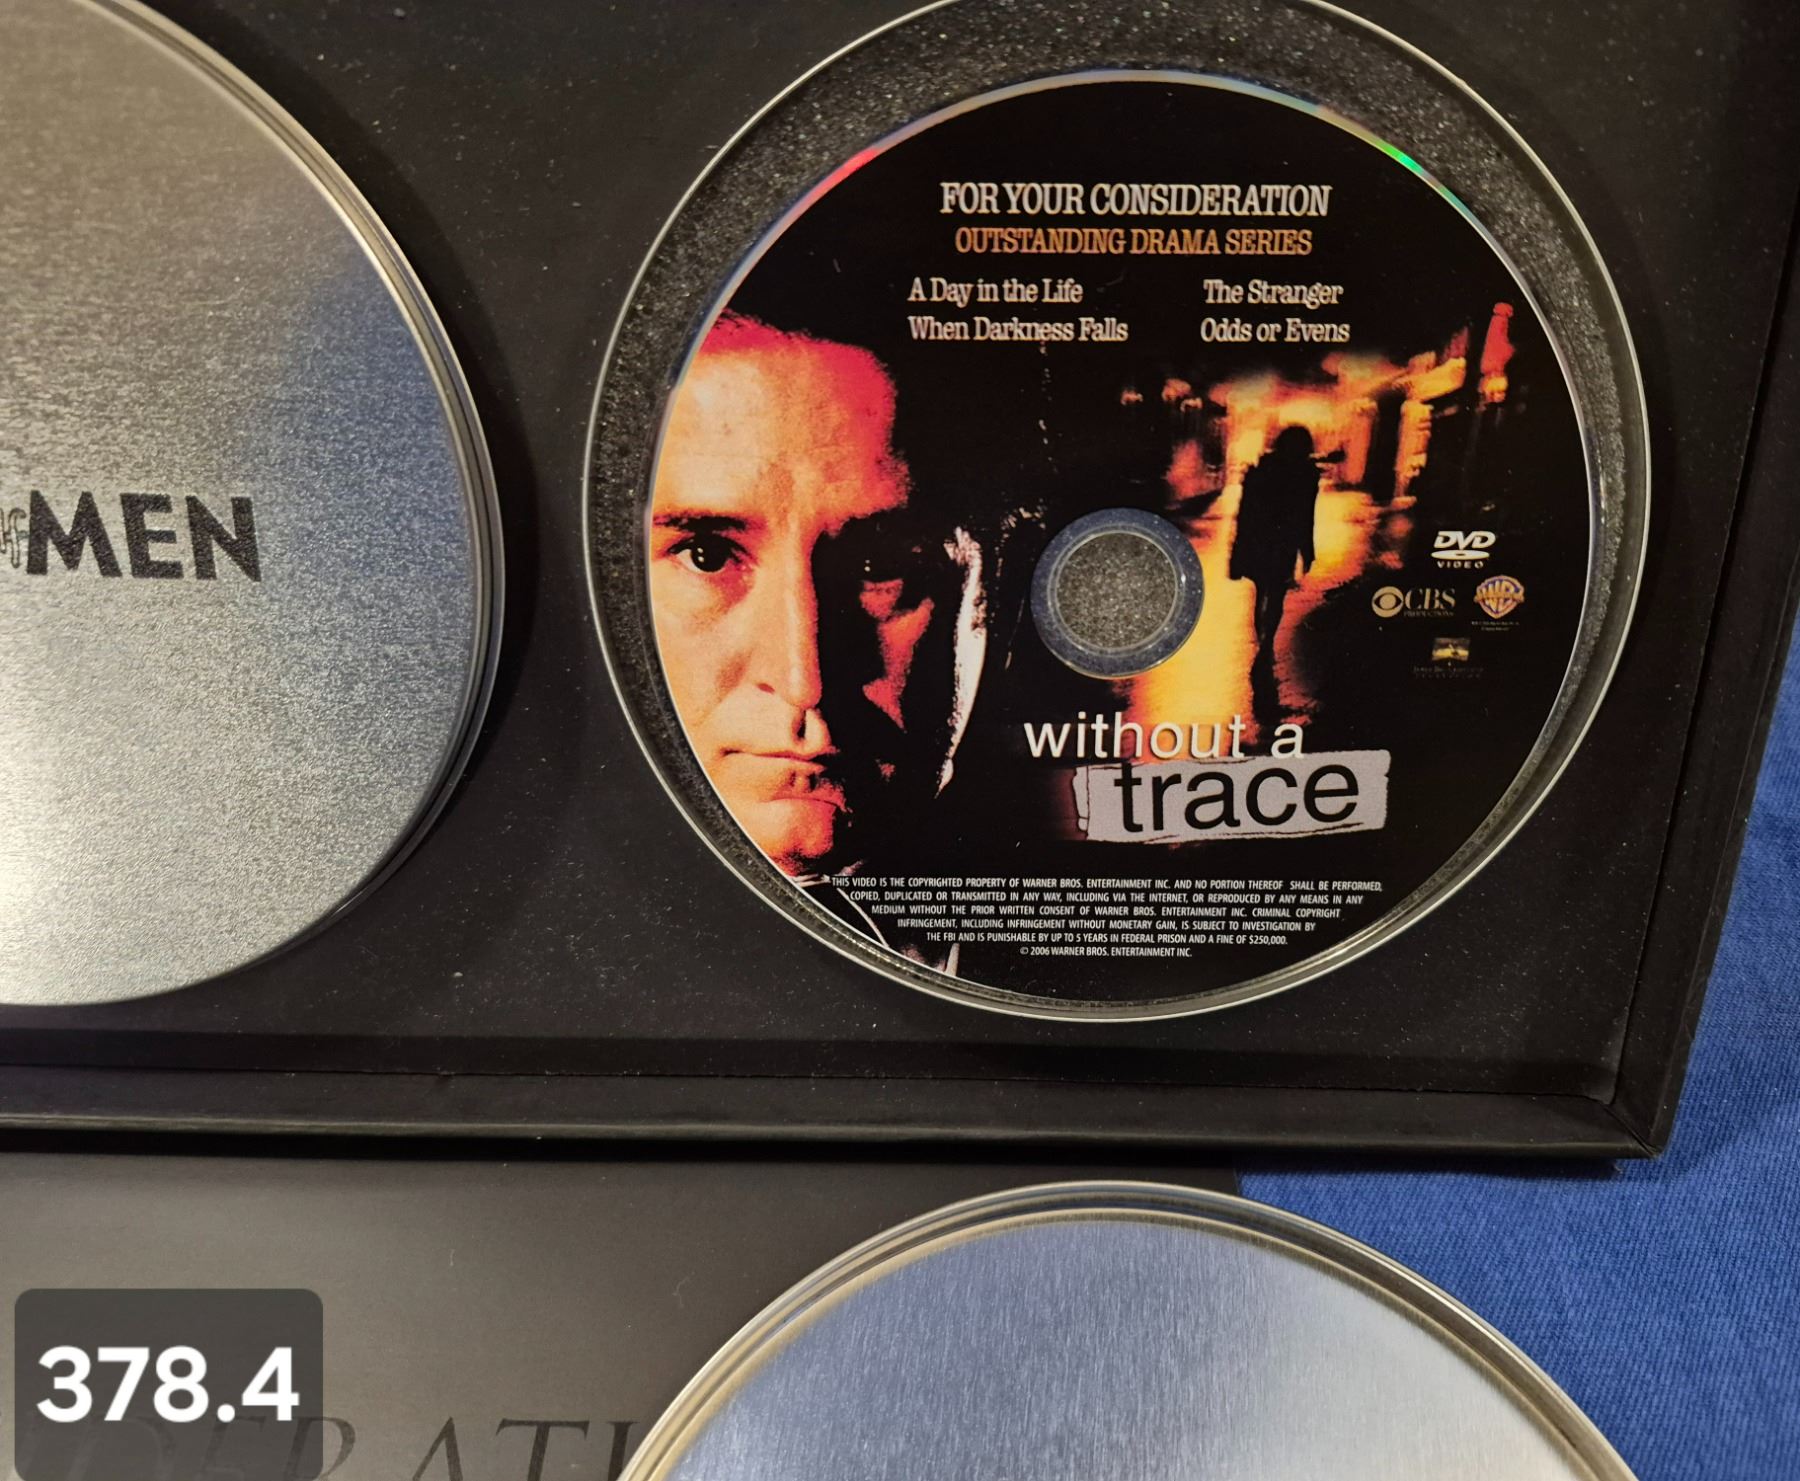 FOR YOUR CONSIDERATION
OUTSTANDING DRAMA SERIES
A Day in the Life
The Stranger
When Darkness Falls
Odds or Evens
MEN
DVD
VIDEO
CBS
PRODUCTIONS
WB
without a
trace
THIS VIDEO IS THE COPYRIGHTED PROPERTY OF WARNER BROS. ENTERTAINMENT INC. AND NO PORTION THEREOF SHALL BE PERFORMED,
COPIED, DUPLICATED OR TRANSMITTED IN ANY WAY, INCLUDING VIA THE INTERNET, OR REPRODUCED BY ANY MEANS IN ANY
MEDIUM WITHOUT THE PRIOR WRITTEN CONSENT OF WARNER BROS. ENTERTAINMENT INC. CRIMINAL COPYRIGHT
INFRINGEMENT, INCLUDING INFRINGEMENT WITHOUT MONETARY GAIN, IS SUBJECT TO INVESTIGATION BY
THE FBI AND IS PUNISHABLE BY UP TO 5 YEARS IN FEDERAL PRISON AND A FINE OF $250,000.
© 2006 WARNER BROS. ENTERTAINMENT INC.
378.4
DERATI